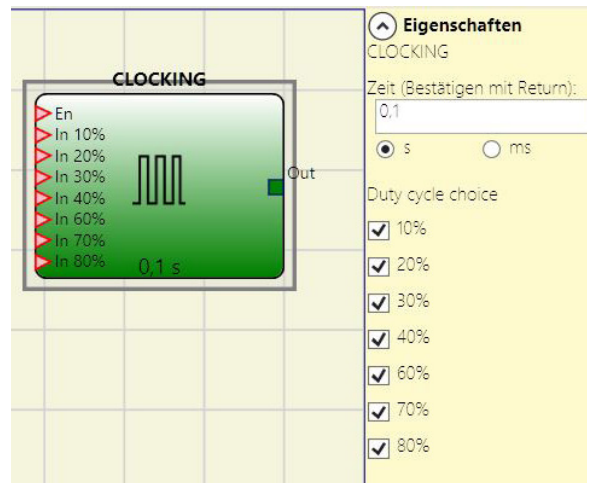 CLOCKING
En
In 10%
In 20%
In 30%
In 40%
In 60%
In 70%
In 80%
Out
0,1 s
Eigenschaften
CLOCKING
Zeit (Bestätigen mit Return):
0,1
s ms
Duty cycle choice
10%
20%
30%
40%
60%
70%
80%